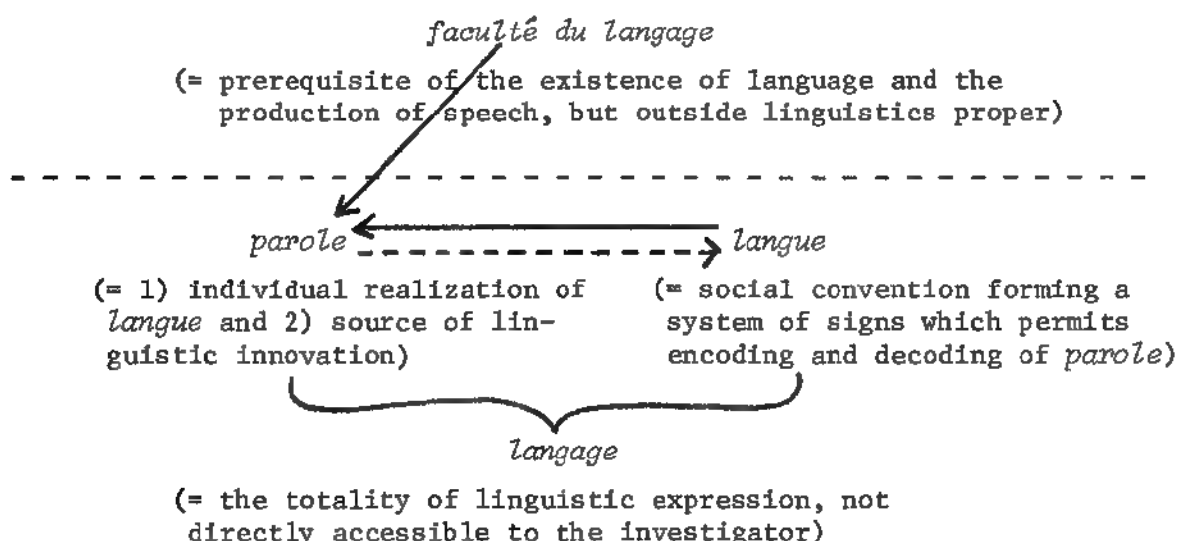 faculté du langage
(= prerequisite of the existence of language and the
production of speech, but outside linguistics proper)
parole
langue
(= 1) individual realization of
langue and 2) source of lin-
guistic innovation)
(= social convention forming a
system of signs which permits
encoding and decoding of parole)
langage
(= the totality of linguistic expression, not
directly accessible to the investigator)